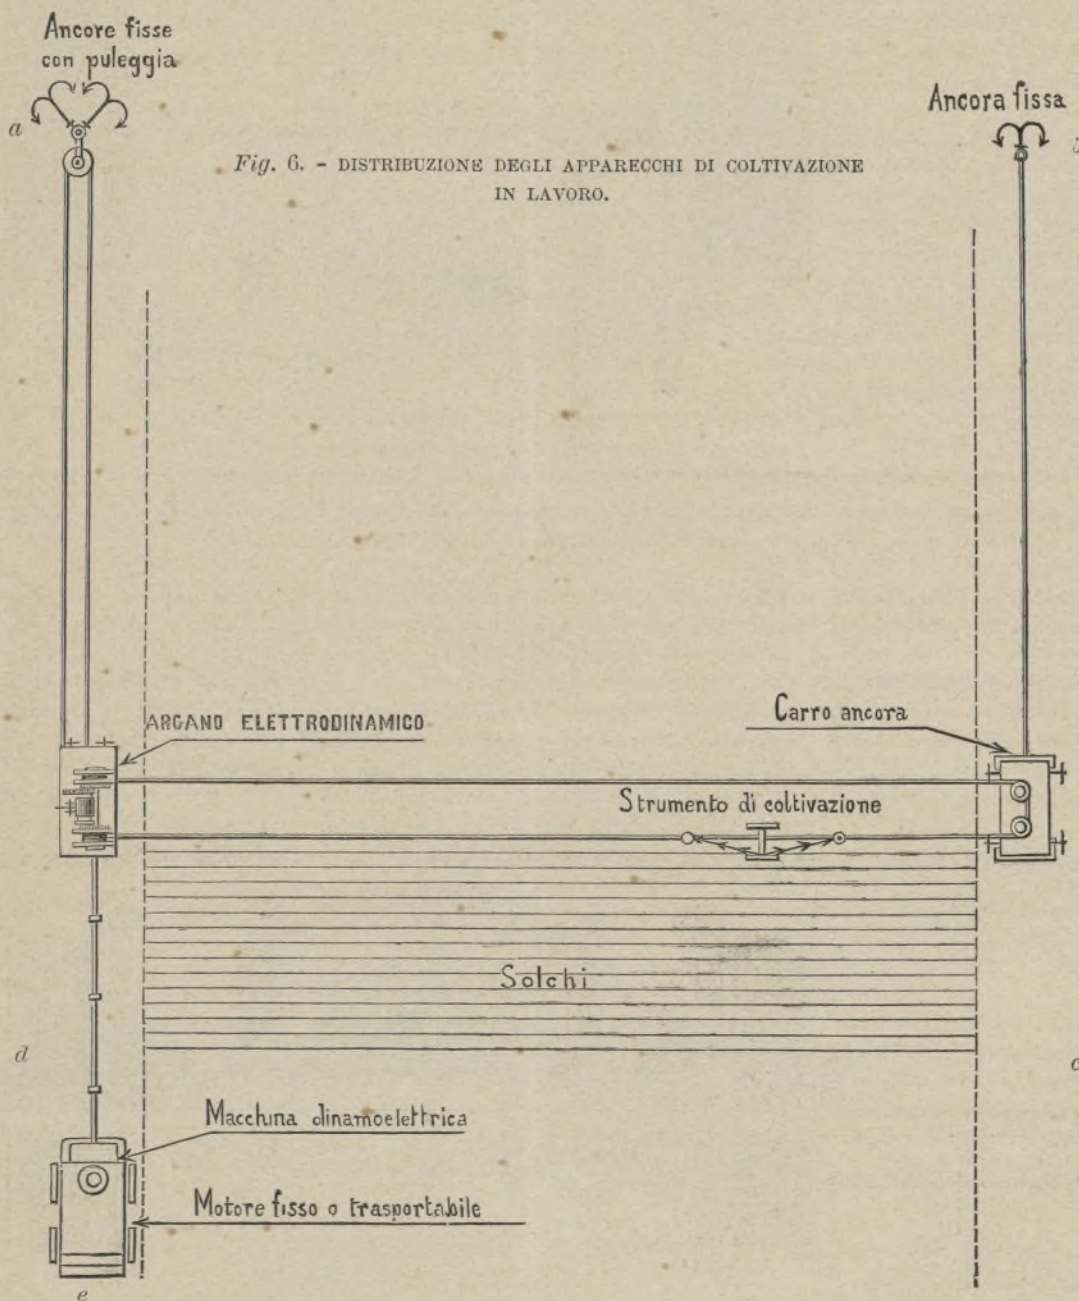 Ancore fisse
con puleggia
a
Ancora fissa
Fig. 6. - DISTRIBUZIONE DEGLI APPARECCHI DI COLTIVAZIONE
IN LAVORO.
ARGANO ELETTRODINAMICO
Carro ancora
Strumento di coltivazione
Solchi
d
c
Macchina dinamoelettrica
Motore fisso o trasportabile
e